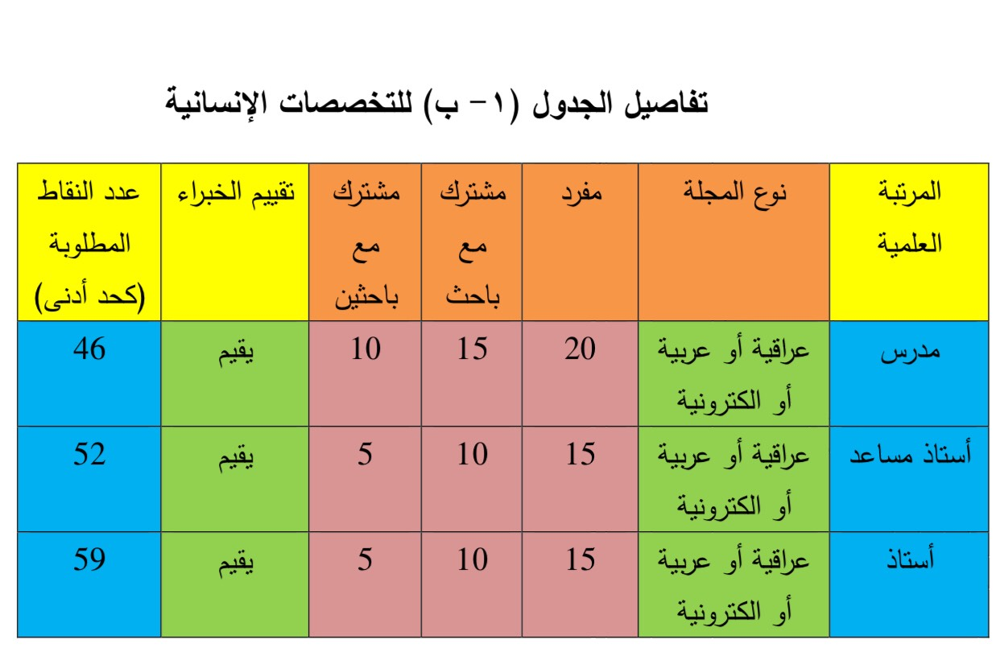 تفاصيل الجدول (١- ب) للتخصصات الإنسانية
المرتبة العلمية | نوع المجلة | مفرد | مشترك مع باحث | مشترك مع باحثين | تقييم الخبراء | عدد النقاط المطلوبة (كحد أدنى)
مدرس | عراقية أو عربية أو الكترونية | 20 | 15 | 10 | يقيم | 46
أستاذ مساعد | عراقية أو عربية أو الكترونية | 15 | 10 | 5 | يقيم | 52
أستاذ | عراقية أو عربية أو الكترونية | 15 | 10 | 5 | يقيم | 59